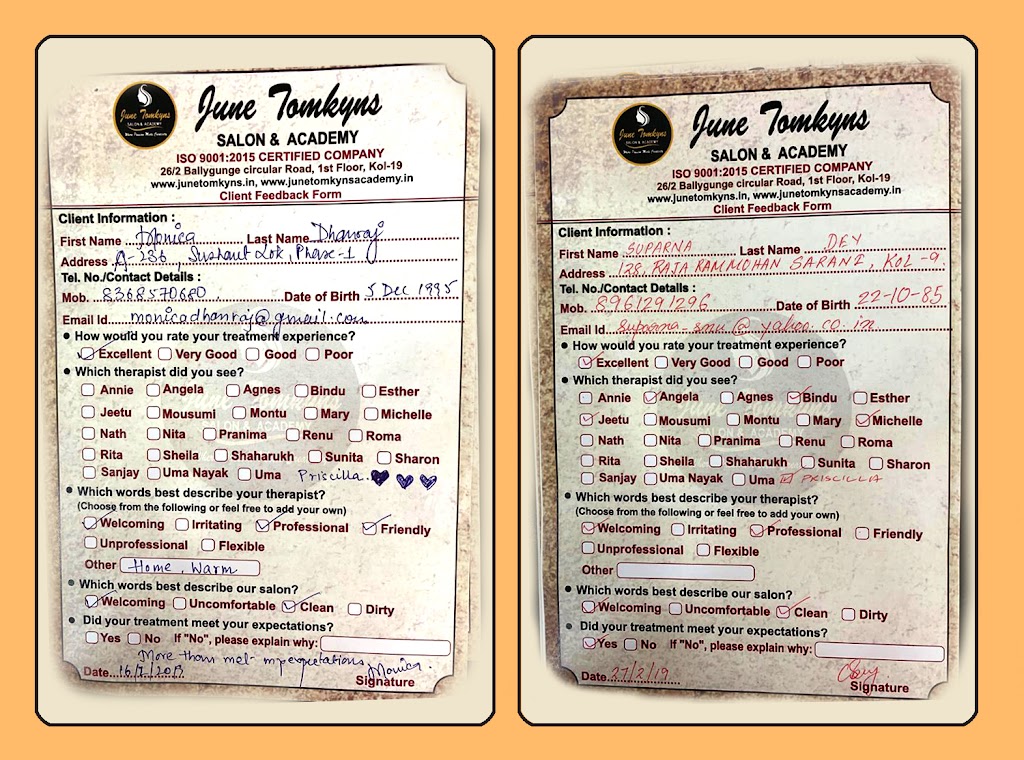 June Tomkyns
SALON & ACADEMY
June Tomkyns
SALON & ACADEMY
ISO 9001:2015 CERTIFIED COMPANY
26/2 Ballygunge circular Road, 1st Floor, Kol-19
www.junetomkyns.in, www.junetomkynsacademy.in
Client Feedback Form
Client Information :
First Name Monica Last Name Dhanraj
Address A-286, Sushant Lok, Phase-1
Tel. No./Contact Details :
Mob. 8368570680 Date of Birth 5 Dec 1995
Email Id monicadhanraj@gmail.com
How would you rate your treatment experience?
Excellent Very Good Good Poor
Which therapist did you see?
Annie Angela Agnes Bindu Esther
Jeetu Mousumi Montu Mary Michelle
Nath Nita Pranima Renu Roma
Rita Sheila Shaharukh Sunita Sharon
Sanjay Uma Nayak Uma Priscilla
Which words best describe your therapist?
(Choose from the following or feel free to add your own)
Welcoming Irritating Professional Friendly
Unprofessional Flexible
Other Home, Warm
Which words best describe our salon?
Welcoming Uncomfortable Clean Dirty
Did your treatment meet your expectations?
Yes No If "No", please explain why:
More than met
Date Monica.
Signature
June Tomkyns
SALON & ACADEMY
June Tomkyns
SALON & ACADEMY
ISO 9001:2015 CERTIFIED COMPANY
26/2 Ballygunge circular Road, 1st Floor, Kol-19
www.junetomkyns.in, www.junetomkynsacademy.in
Client Feedback Form
Client Information :
First Name SUPARNA Last Name DEY
Address 128, RAJA RAMMOHAN SARANI, KOL-9
Tel. No./Contact Details :
Mob. 8961291296 Date of Birth 22-10-85
Email Id @ yahoo.co.in
How would you rate your treatment experience?
Excellent Very Good Good Poor
Which therapist did you see?
Annie Angela Agnes Bindu Esther
Jeetu Mousumi Montu Mary Michelle
Nath Nita Pranima Renu Roma
Rita Sheila Shaharukh Sunita Sharon
Sanjay Uma Nayak Uma PRISCILLA
Which words best describe your therapist?
(Choose from the following or feel free to add your own)
Welcoming Irritating Professional Friendly
Unprofessional Flexible
Other
Which words best describe our salon?
Welcoming Uncomfortable Clean Dirty
Did your treatment meet your expectations?
Yes No If "No", please explain why:
Date 27/2/19
Signature